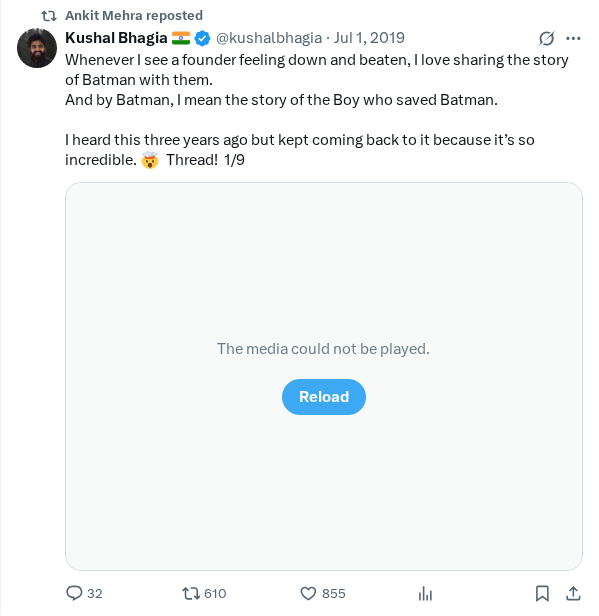 Ankit Mehra reposted
Kushal Bhagia 🇮🇳 @kushalbhagia · Jul 1, 2019
Whenever I see a founder feeling down and beaten, I love sharing the story
of Batman with them.
And by Batman, I mean the story of the Boy who saved Batman.
I heard this three years ago but kept coming back to it because it’s so
incredible. 🤯 Thread! 1/9
The media could not be played.
Reload
32 610 855